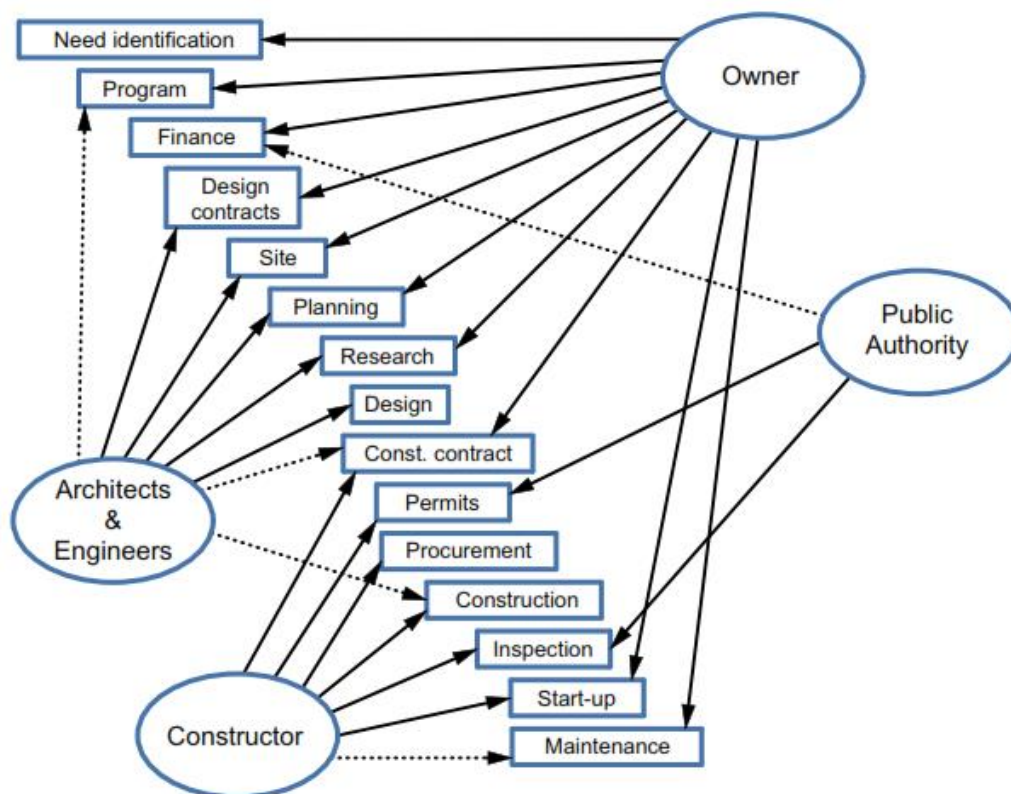 Need identification
Owner
Program
Finance
Design
contracts
Site
Planning
Public
Authority
Research
Design
Const. contract
Architects
&
Engineers
Permits
Procurement
Construction
Inspection
Start-up
Constructor
Maintenance